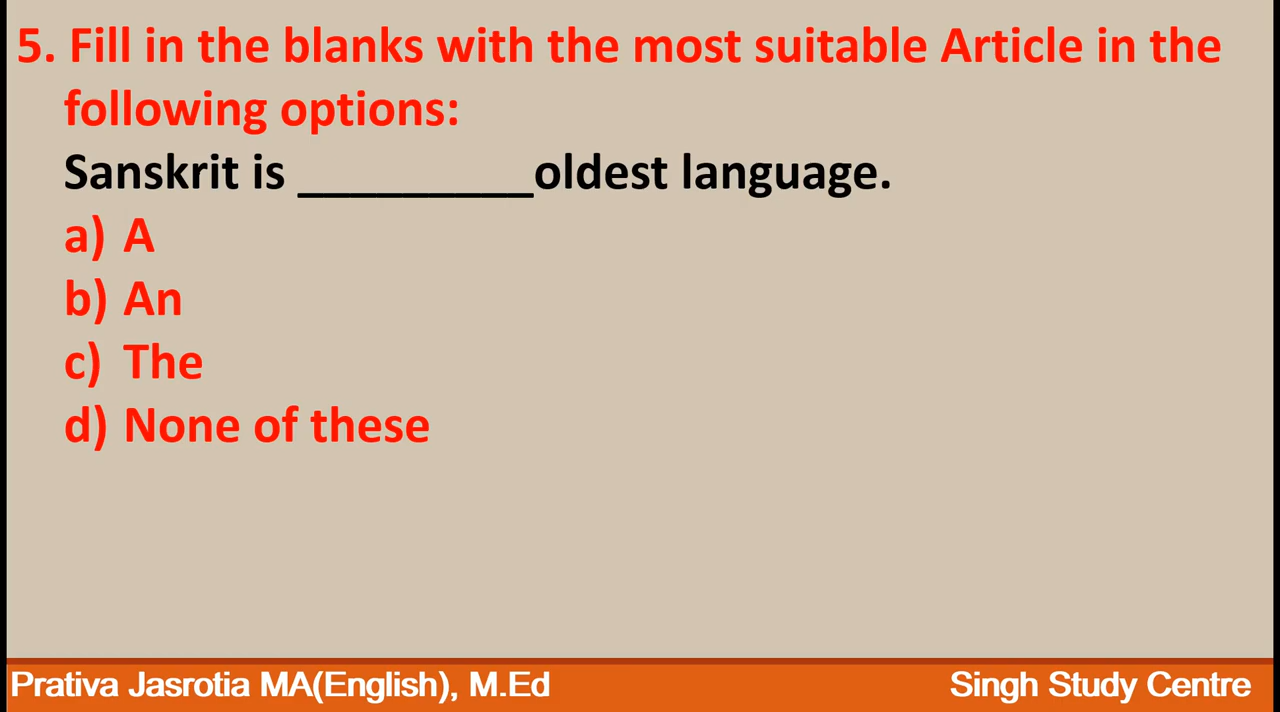 5. Fill in the blanks with the most suitable Article in the
following options:
Sanskrit is _________oldest language.
a) A
b) An
c) The
d) None of these
Prativa Jasrotia MA(English), M.Ed
Singh Study Centre